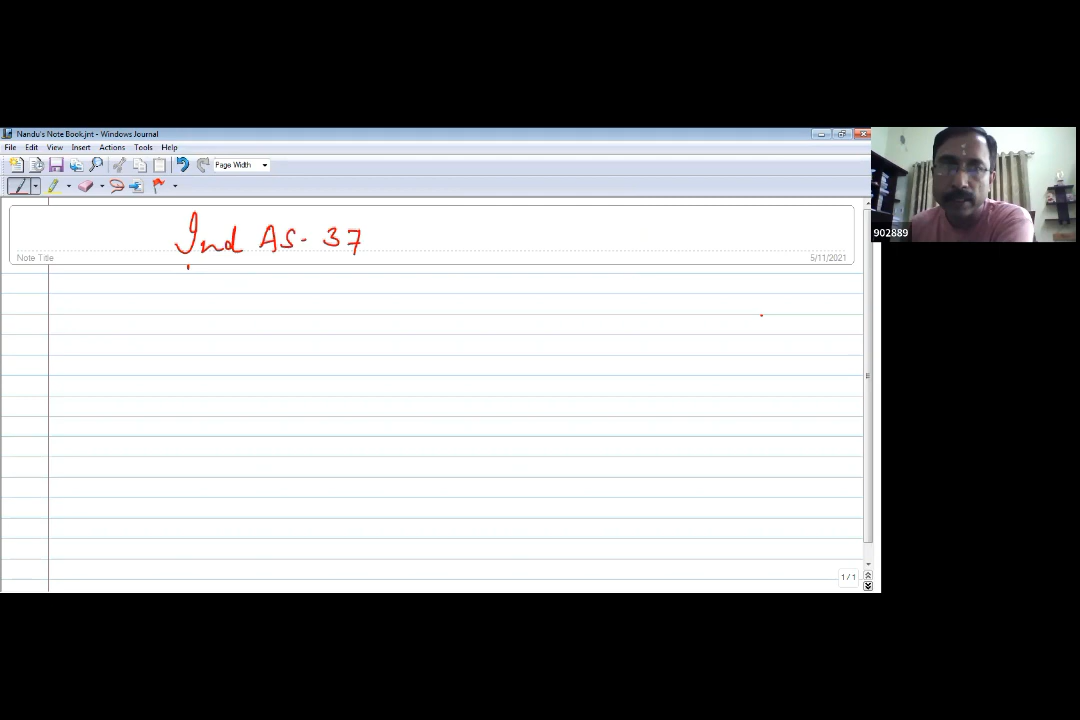 Nandu's Note Book.jnt - Windows Journal
File Edit View Insert Actions Tools Help
Page Width
Ind AS- 37
Note Title
5/11/2021
902889
1 / 1